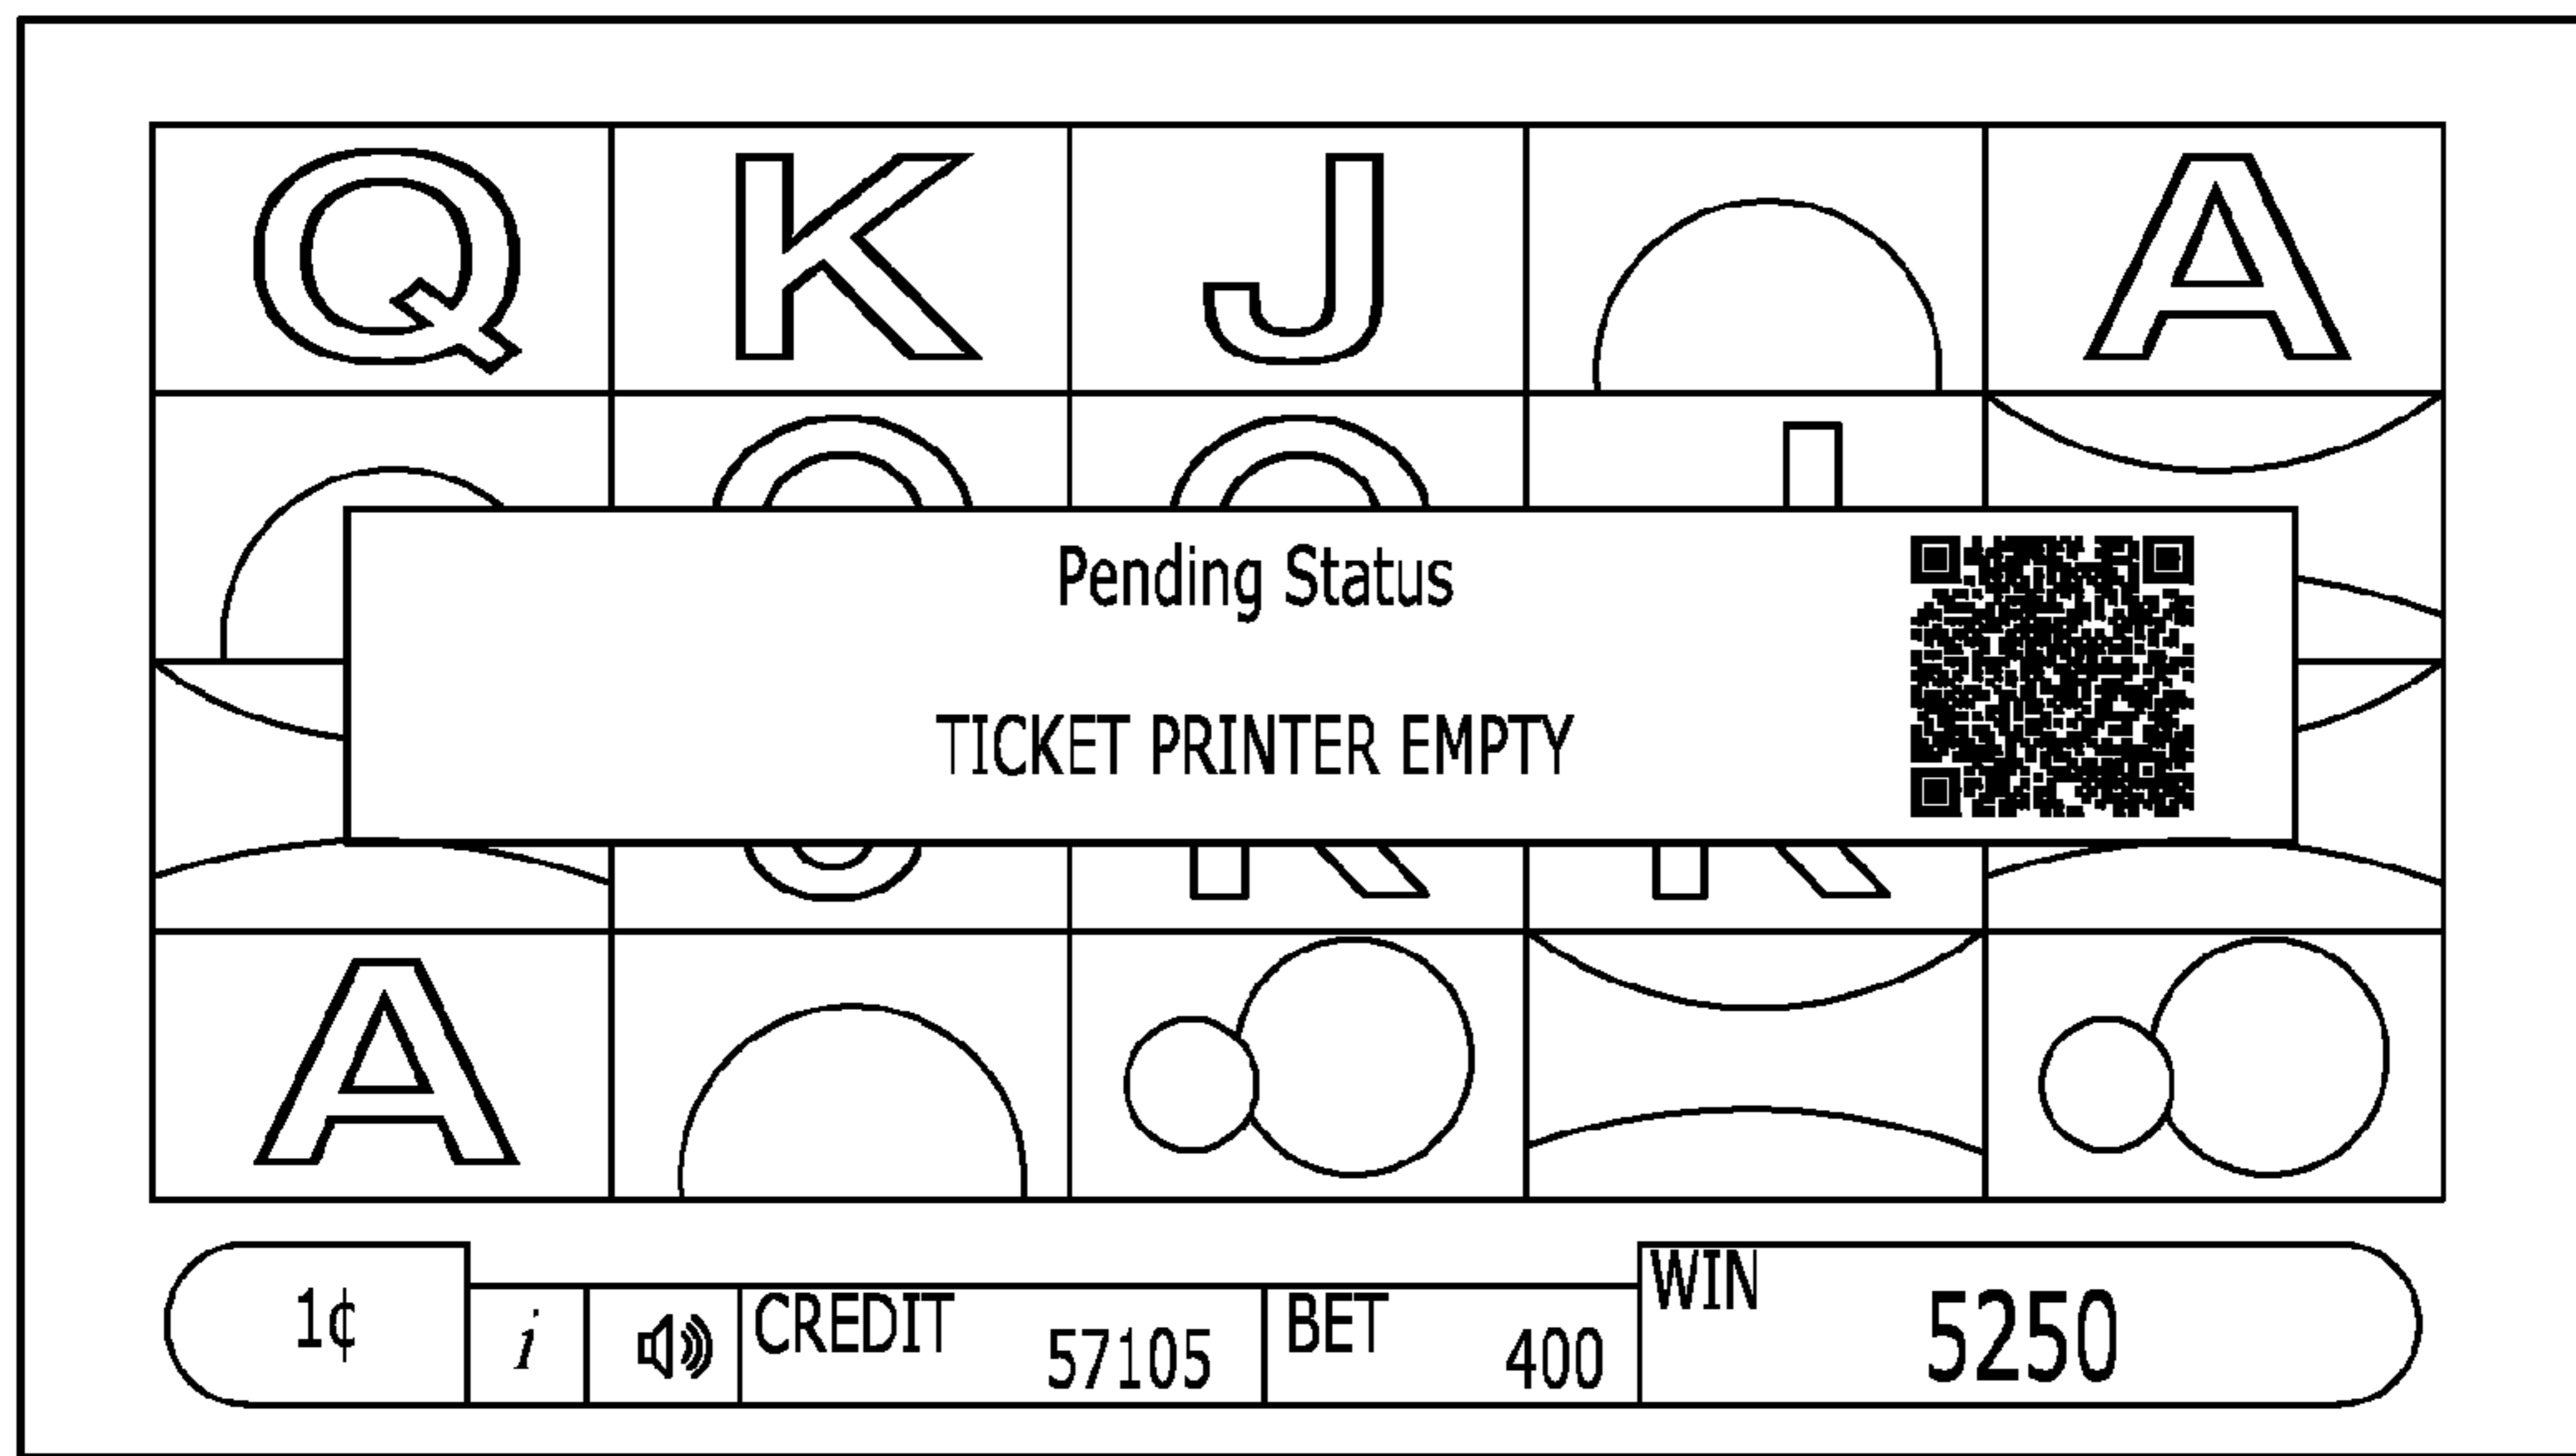 Q K J A
Pending Status
TICKET PRINTER EMPTY
A
1¢ i CREDIT 57105 BET 400 WIN 5250